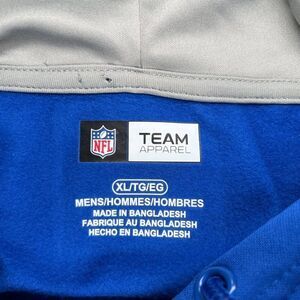 NFL
TEAM
APPAREL
XL/TG/EG
MENS/HOMMES/HOMBRES
MADE IN BANGLADESH
FABRIQUE AU BANGLADESH
HECHO EN BANGLADESH